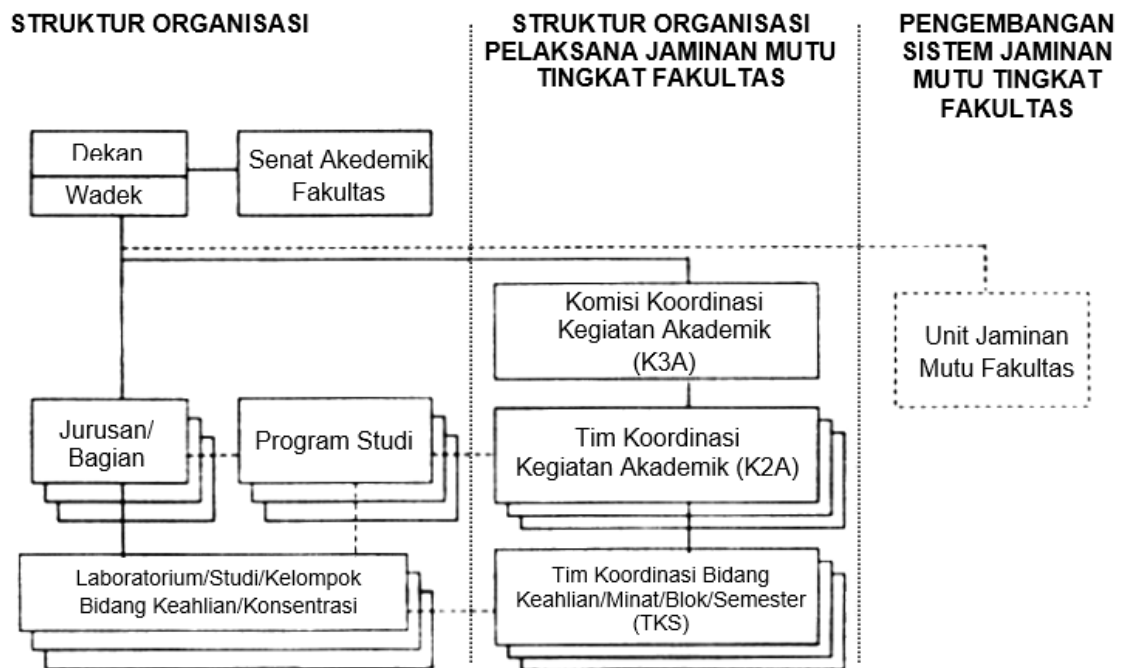 STRUKTUR ORGANISASI
STRUKTUR ORGANISASI
PELAKSANA JAMINAN MUTU
TINGKAT FAKULTAS
PENGEMBANGAN
SISTEM JAMINAN
MUTU TINGKAT
FAKULTAS
Dekan
Wadek
Senat Akedemik
Fakultas
Komisi Koordinasi
Kegiatan Akademik
(K3A)
Unit Jaminan
Mutu Fakultas
Jurusan/
Bagian
Program Studi
Tim Koordinasi
Kegiatan Akademik (K2A)
Laboratorium/Studi/Kelompok
Bidang Keahlian/Konsentrasi
Tim Koordinasi Bidang
Keahlian/Minat/Blok/Semester
(TKS)